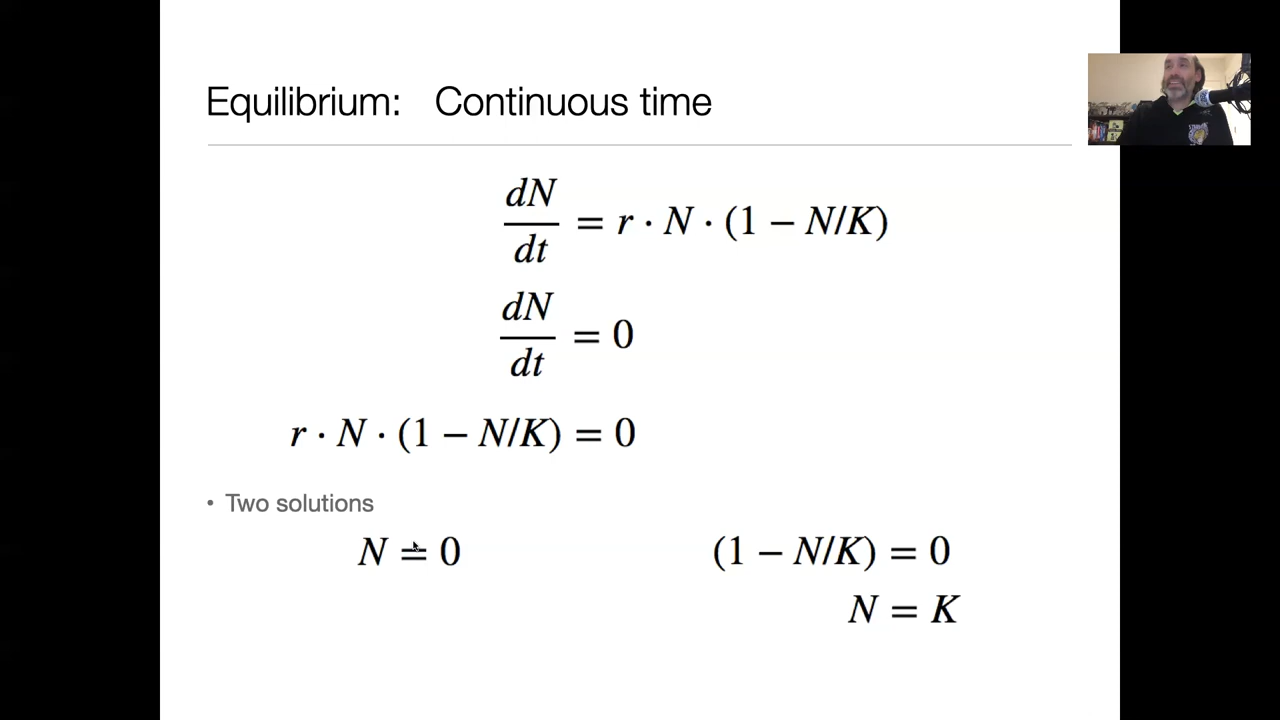 Equilibrium: Continuous time
dN/dt = r · N · (1 − N/K)
dN/dt = 0
r · N · (1 − N/K) = 0
• Two solutions
N = 0 (1 − N/K) = 0
N = K